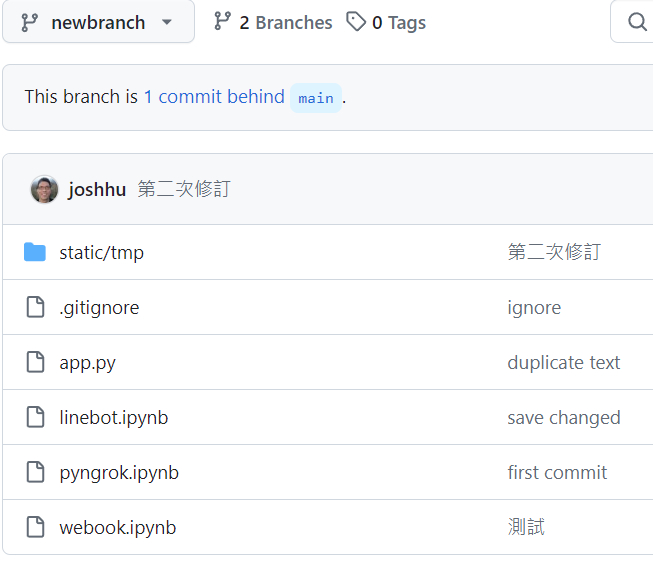 newbranch 2 Branches 0 Tags
This branch is 1 commit behind main.
joshhu 第二次修訂
static/tmp 第二次修訂
.gitignore ignore
app.py duplicate text
linebot.ipynb save changed
pyngrok.ipynb first commit
webook.ipynb 測試